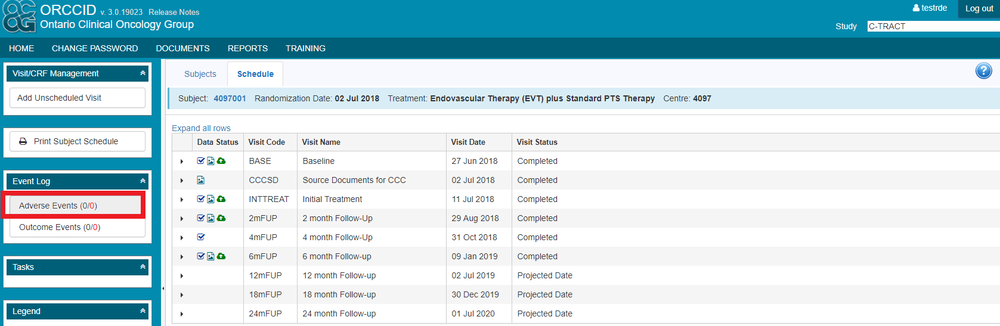 ORCCID v. 3.0.19023 Release Notes
Ontario Clinical Oncology Group
testrde
Log out
Study C-TRACT
HOME CHANGE PASSWORD DOCUMENTS REPORTS TRAINING
Visit/CRF Management
Add Unscheduled Visit
Print Subject Schedule
Event Log
Adverse Events (0/0)
Outcome Events (0/0)
Tasks
Legend
Subjects Schedule
?
Subject: 4097001 Randomization Date: 02 Jul 2018 Treatment: Endovascular Therapy (EVT) plus Standard PTS Therapy Centre: 4097
Expand all rows
Data Status Visit Code Visit Name Visit Date Visit Status
BASE Baseline 27 Jun 2018 Completed
CCCSD Source Documents for CCC 02 Jul 2018 Completed
INTTREAT Initial Treatment 11 Jul 2018 Completed
2mFUP 2 month Follow-Up 29 Aug 2018 Completed
4mFUP 4 month Follow-Up 31 Oct 2018 Completed
6mFUP 6 month Follow-up 09 Jan 2019 Completed
12mFUP 12 month Follow-up 02 Jul 2019 Projected Date
18mFUP 18 month Follow-up 30 Dec 2019 Projected Date
24mFUP 24 month Follow-up 01 Jul 2020 Projected Date